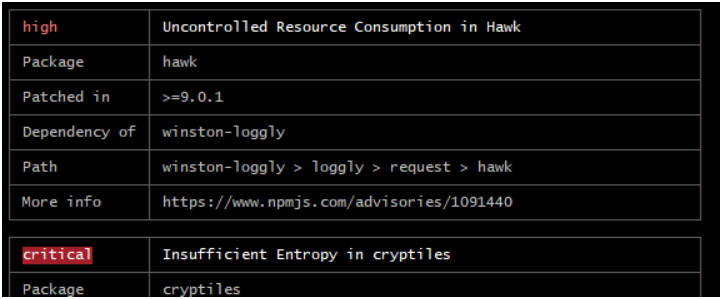 high Uncontrolled Resource Consumption in Hawk
Package hawk
Patched in >=9.0.1
Dependency of winston-loggly
Path winston-loggly > loggly > request > hawk
More info https://www.npmjs.com/advisories/1091440
critical Insufficient Entropy in cryptiles
Package cryptiles